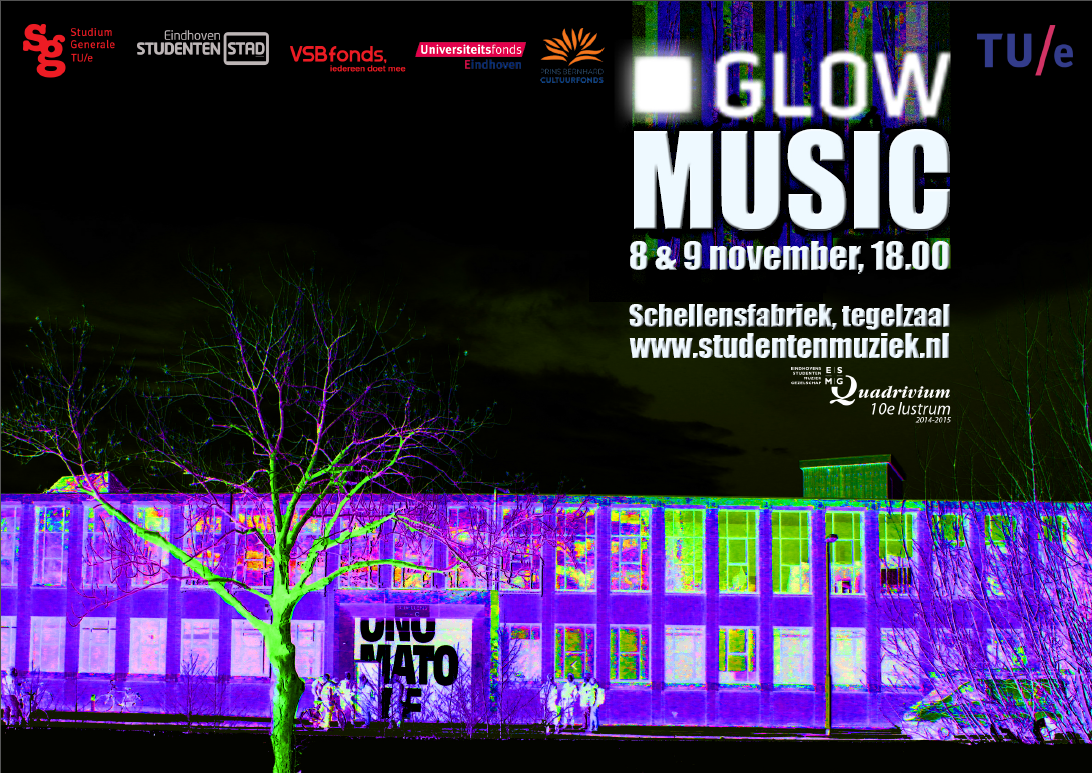 Studium
Generale
TU/e
Eindhoven
STUDENTEN STAD
VSBfonds,
iedereen doet mee
Universiteitsfonds
Eindhoven
PRINS BERNHARD
CULTUURFONDS
TU/e
GLOW
MUSIC
8 & 9 november, 18.00
Schellensfabriek, tegelzaal
www.studentenmuziek.nl
EINDHOVENS
STUDENTEN
MUZIEK
GEZELSCHAP
E S
M G
Quadrivium
10e lustrum
2014-2015
ONO
MATO